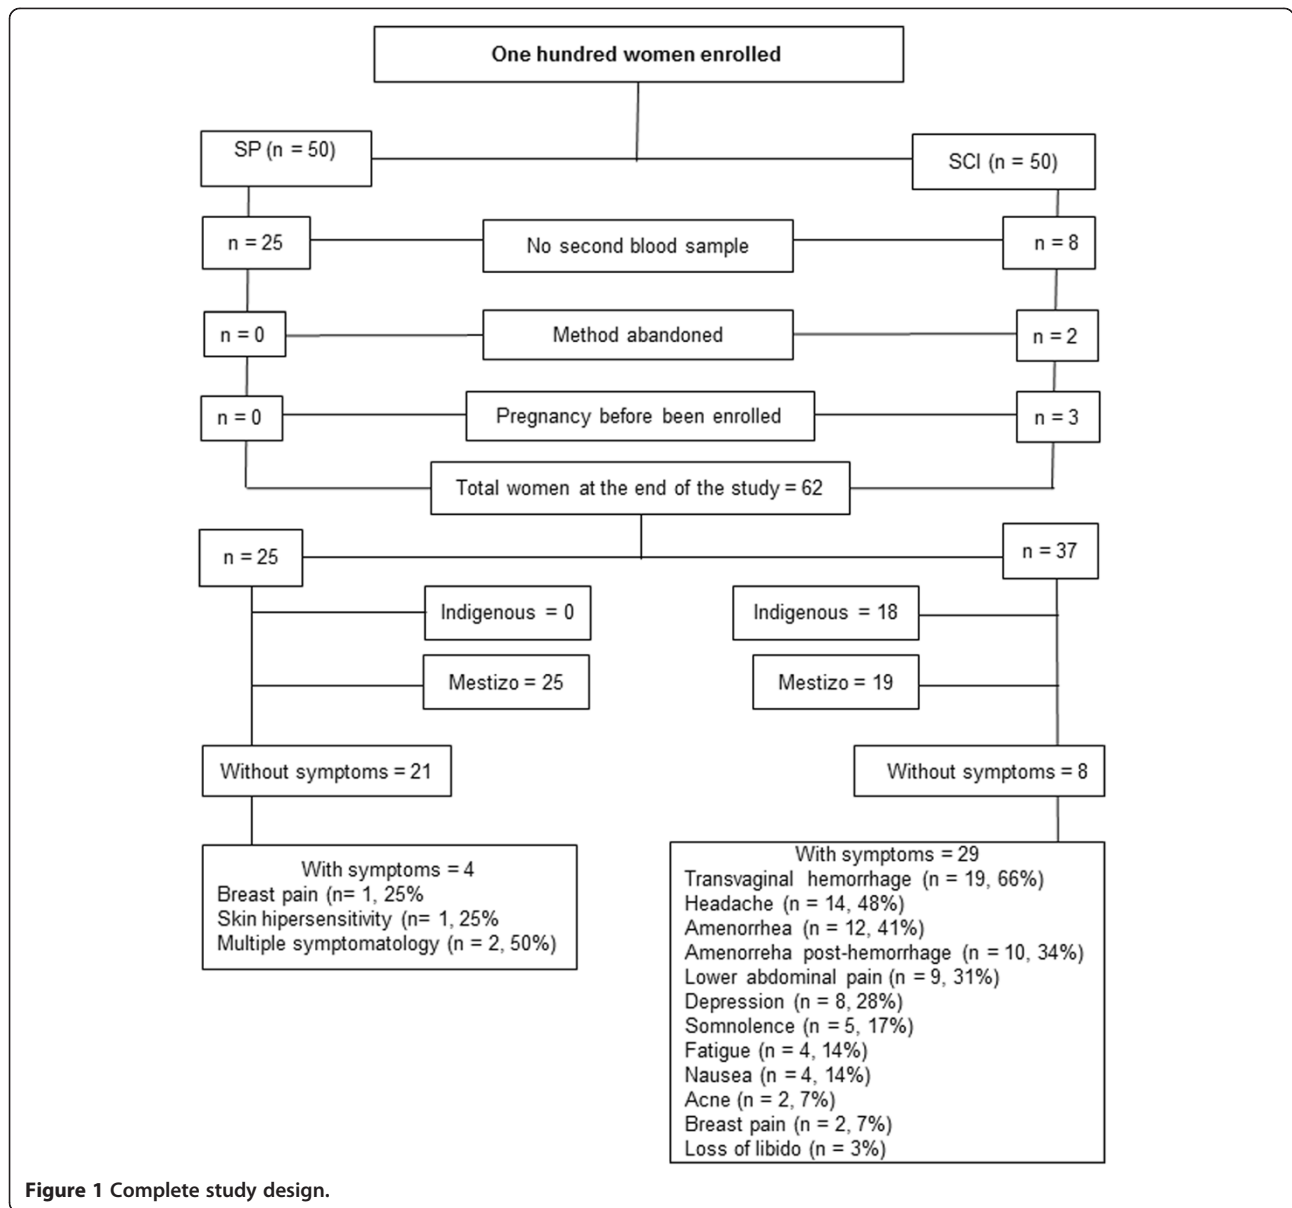 One hundred women enrolled
SP (n = 50)
SCI (n = 50)
n = 25
No second blood sample
n = 8
n = 0
Method abandoned
n = 2
n = 0
Pregnancy before been enrolled
n = 3
Total women at the end of the study = 62
n = 25
n = 37
Indigenous = 0
Indigenous = 18
Mestizo = 25
Mestizo = 19
Without symptoms = 21
Without symptoms = 8
With symptoms = 4
Breast pain (n= 1, 25%
Skin hipersensitivity (n= 1, 25%
Multiple symptomatology (n = 2, 50%)
With symptoms = 29
Transvaginal hemorrhage (n = 19, 66%)
Headache (n = 14, 48%)
Amenorrhea (n = 12, 41%)
Amenorreha post-hemorrhage (n = 10, 34%)
Lower abdominal pain (n = 9, 31%)
Depression (n = 8, 28%)
Somnolence (n = 5, 17%)
Fatigue (n = 4, 14%)
Nausea (n = 4, 14%)
Acne (n = 2, 7%)
Breast pain (n = 2, 7%)
Loss of libido (n = 3%)
Figure 1 Complete study design.